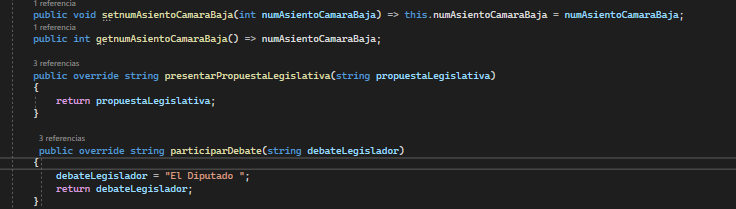 1 referencia
public void setnumAsientoCamaraBaja(int numAsientoCamaraBaja) => this.numAsientoCamaraBaja = numAsientoCamaraBaja;
1 referencia
public int getnumAsientoCamaraBaja() => numAsientoCamaraBaja;
3 referencias
public override string presentarPropuestaLegislativa(string propuestaLegislativa)
{
return propuestaLegislativa;
}
3 referencias
public override string participarDebate(string debateLegislador)
{
debateLegislador = "El Diputado ";
return debateLegislador;
}